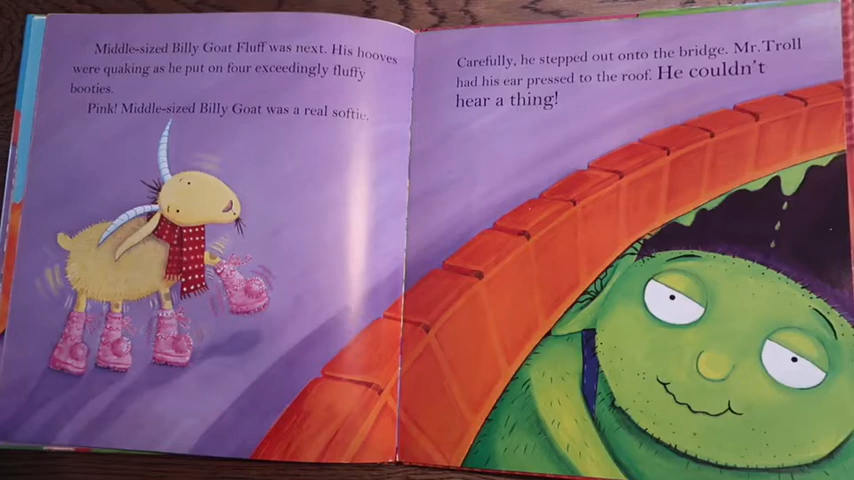 Middle-sized Billy Goat Fluff was next. His hooves
were quaking as he put on four exceedingly fluffy
booties.
Pink! Middle-sized Billy Goat was a real softie.
Carefully, he stepped out onto the bridge. Mr. Troll
had his ear pressed to the roof. He couldn't
hear a thing!